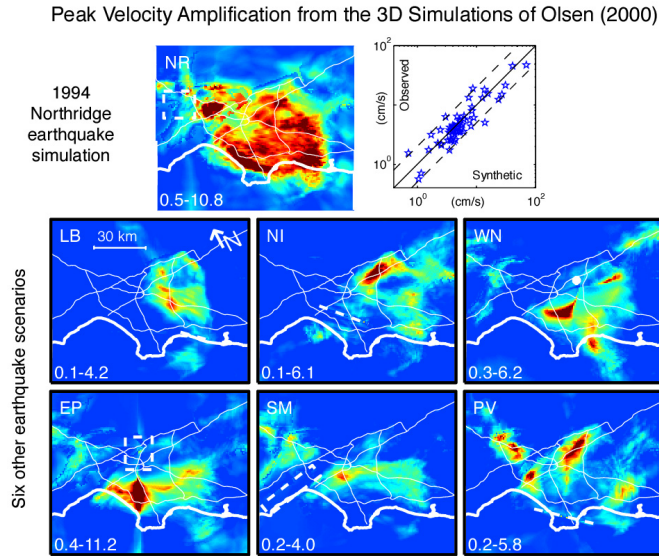 Peak Velocity Amplification from the 3D Simulations of Olsen (2000)
1994
Northridge
earthquake
simulation
NR
0.5-10.8
10²
(cm/s)
10⁰
Observed
Synthetic
10⁰
(cm/s)
10²
Six other earthquake scenarios
LB
30 km
N
0.1-4.2
NI
0.1-6.1
WN
0.3-6.2
EP
0.4-11.2
SM
0.2-4.0
PV
0.2-5.8